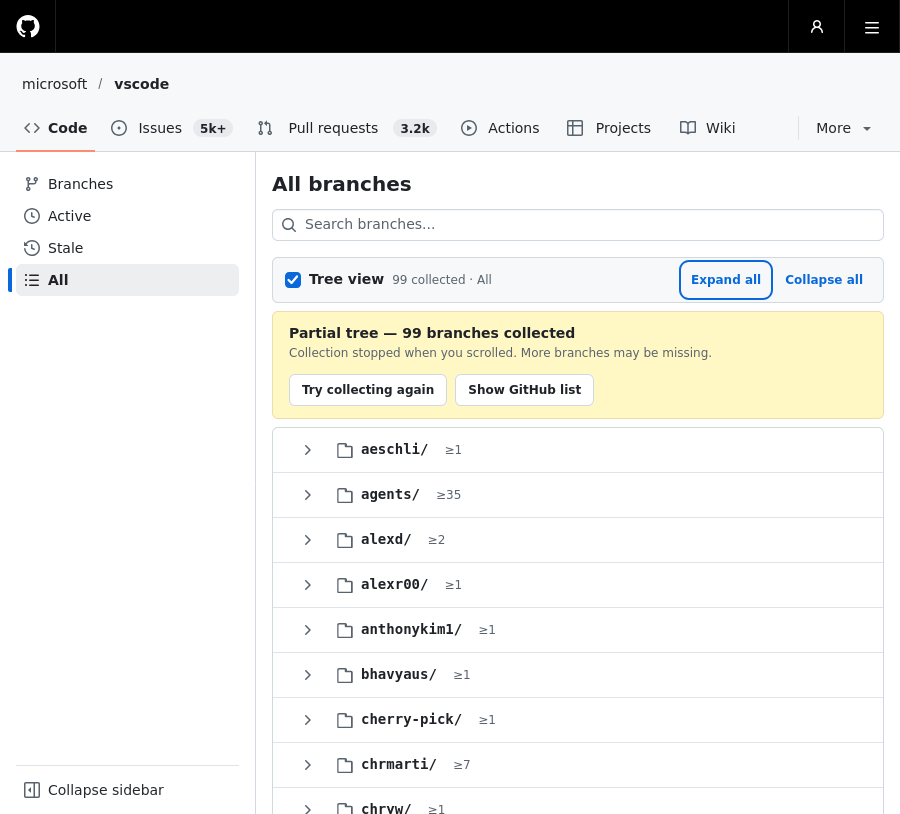 microsoft / vscode
Code Issues 5k+ Pull requests 3.2k Actions Projects Wiki More
Branches
Active
Stale
All
Collapse sidebar
All branches
Search branches...
Tree view 99 collected · All Expand all Collapse all
Partial tree — 99 branches collected
Collection stopped when you scrolled. More branches may be missing.
Try collecting again Show GitHub list
aeschli/ ≥1
agents/ ≥35
alexd/ ≥2
alexr00/ ≥1
anthonykim1/ ≥1
bhavyaus/ ≥1
cherry-pick/ ≥1
chrmarti/ ≥7
chryw/ ≥1